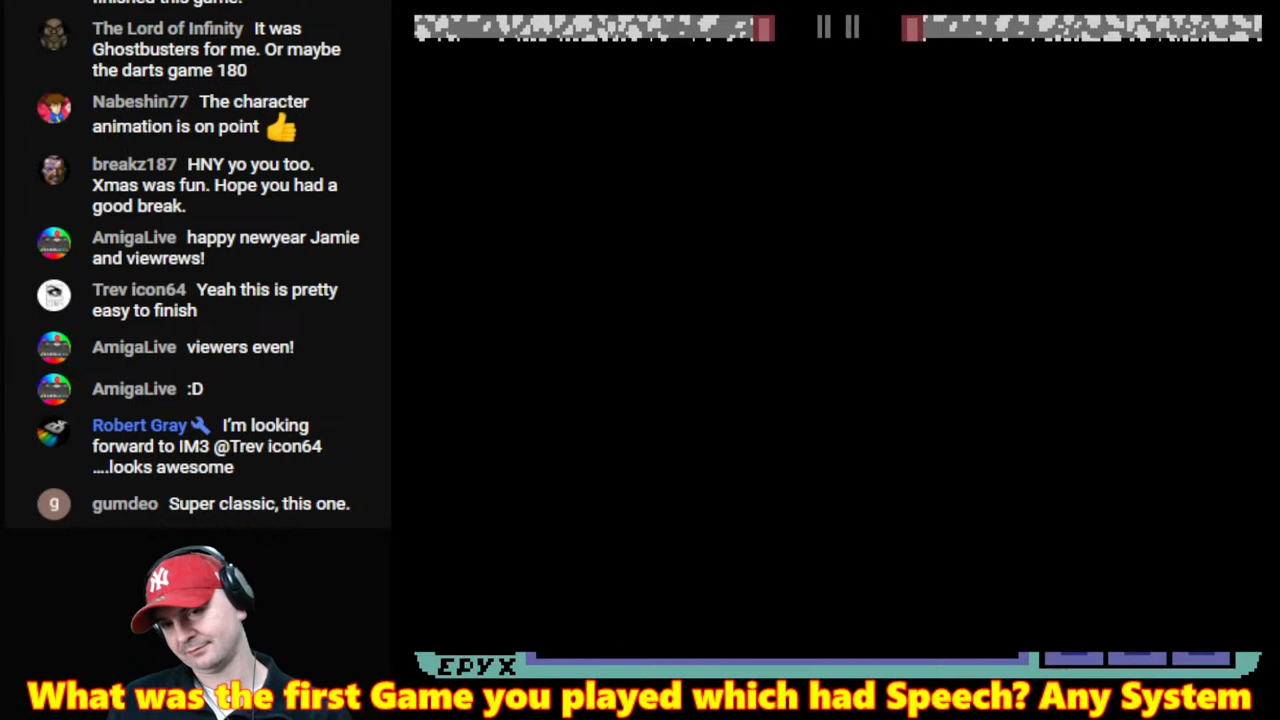 The Lord of Infinity It was
Ghostbusters for me. Or maybe
the darts game 180
Nabeshin77 The character
animation is on point 👍
breakz187 HNY yo you too.
Xmas was fun. Hope you had a
good break.
AmigaLive happy newyear Jamie
and viewrews!
Trev icon64 Yeah this is pretty
easy to finish
AmigaLive viewers even!
AmigaLive :D
Robert Gray I'm looking
forward to IM3 @Trev icon64
....looks awesome
g gumdeo Super classic, this one.
NY
EPYX
What was the first Game you played which had Speech? Any System